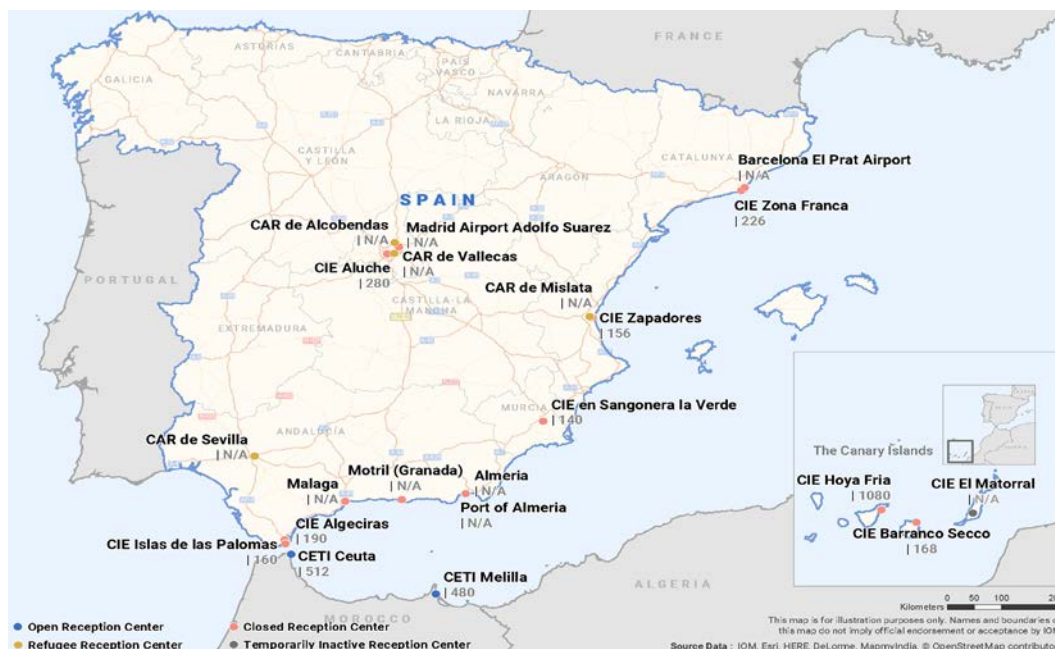 FRANCE
ASTURIAS
CANTABRIA
PAÍS
VASCO
GALICIA
NAVARRA
LA RIOJA
CASTILLA
Y LEÓN
CATALUNYA
ARAGÓN
Barcelona El Prat Airport
| N/A
CIE Zona Franca
| 226
SPAIN
CAR de Alcobendas
| N/A
Madrid Airport Adolfo Suarez
| N/A
CAR de Vallecas
| N/A
CIE Aluche
| 280
PORTUGAL
CASTILLA-LA
MANCHA
CAR de Mislata
| N/A
CIE Zapadores
| 156
EXTREMADURA
MURCIA
CIE en Sangonera la Verde
| 140
CAR de Sevilla
| N/A
ANDALUCÍA
Motril (Granada)
| N/A
Almeria
| N/A
Malaga
| N/A
Port of Almeria
| N/A
CIE Algeciras
| 190
CIE Islas de las Palomas
160
CETI Ceuta
| 512
CETI Melilla
| 480
MOROCCO
ALGERIA
The Canary Islands
CIE Hoya Fria
| 1080
CIE El Matorral
| N/A
CIE Barranco Secco
| 168
0 50 100 20
Kilometers
Open Reception Center
Closed Reception Center
Refugee Reception Center
Temporarily Inactive Reception Center
This map is for illustration purposes only. Names and boundaries o
this map do not imply official endorsement or acceptance by IOM
Source Data : IOM, Esri, HERE, DeLorme, MapmyIndia, © OpenStreetMap contributor